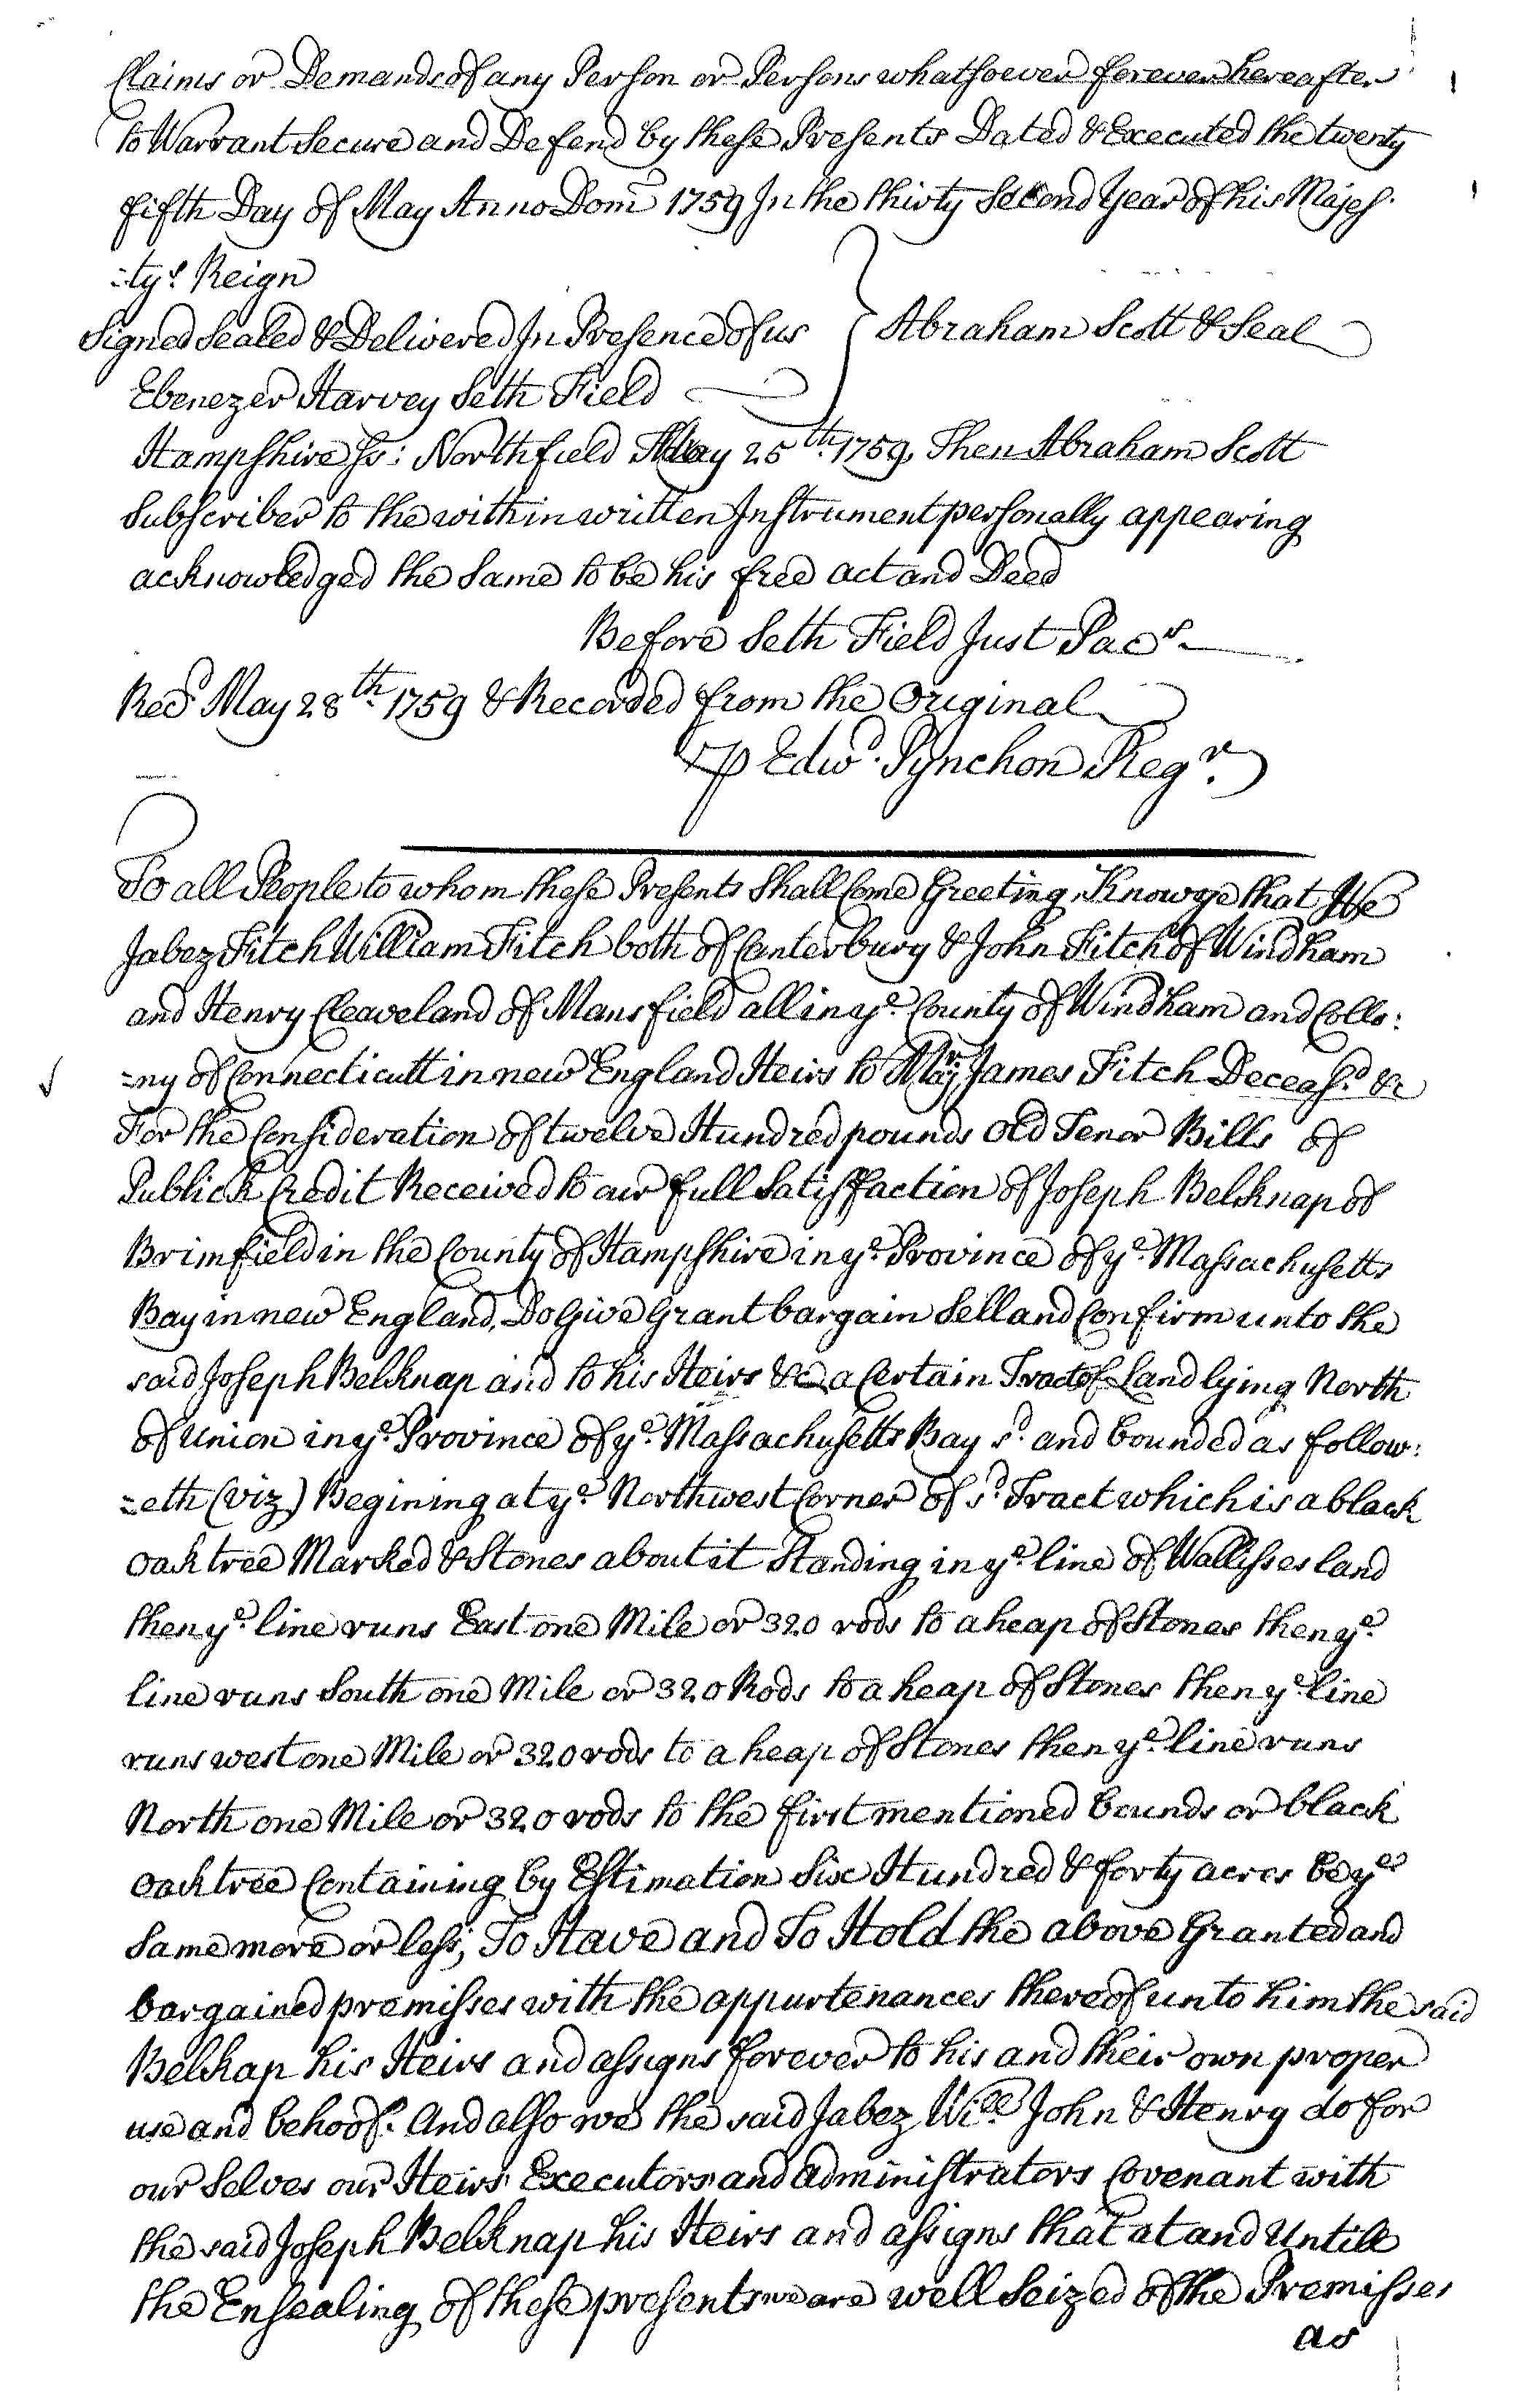 Claims or Demands of any Person or Persons whatsoever forever hereafter
to Warrant Secure and Defend by these Presents Dated & Executed the twenty
fifth Day of May Anno Dom 1759 In the thirty Second Year of his Majes-
-ty's Reign
Signed Sealed & Delivered In Presence of us } Abraham Scott & Seal
Ebenezer Harvey Seth Field
Hampshire Ss: Northfield May 25th 1759, Then Abraham Scott
Subscriber to the within written Instrument personally appearing
acknowledged the Same to be his free act and Deed
Before Seth Field Just Pacs
Recd May 28th 1759 & Recorded from the Original
P Edwd Pynchon Regr.
To all People to whom these Presents Shall Come Greeting, Know ye that We
Jabez Fitch William Fitch both of Canterbury & John Fitch of Windham
and Henry Cleaveland of Mansfield all in ye County of Windham and Collo:
-ny of Connecticutt in new England Heirs to Majr James Fitch Deceasd &c
For the Consideration of twelve Hundred pounds Old Tenor Bills of
Publick Credit Received to our full Satisffaction of Joseph Belknap of
Brimfield in the County of Hampshire in ye Province of ye Massachusetts
Bay in new England, Do Give Grant bargain Sell and Confirm unto the
said Joseph Belknap and to his Heirs &c a Certain Tract of Land lying North
of Union in ye Province of ye Massachusetts Bay sd and bounded as follow:
-eth (viz) Begining at ye Northwest Corner of sd Tract which is a black
oak tree Marked & Stones about it Standing in ye line of Wallisses land
then ye line runs East one Mile or 320 rods to a heap of Stones then ye
line runs South one Mile or 320 Rods to a heap of Stones then ye line
runs west one Mile or 320 rods to a heap of Stones then ye line runs
North one Mile or 320 rods to the first mentioned bounds or black
oak tree Containing by Estimation Six Hundred & forty acres be ye
Same more or less; To Have and To Hold the above Granted and
bargained premisses with the appurtenances thereof unto him the said
Belkap his Heirs and assigns forever to his and their own proper
use and behoof. And also we the said Jabez Will John & Henry do for
our Selves our Heirs Executors and administrators Covenant with
the said Joseph Belknap his Heirs and assigns that at and Untill
the Ensealing of these presents we are well Seized of the Premisses
as